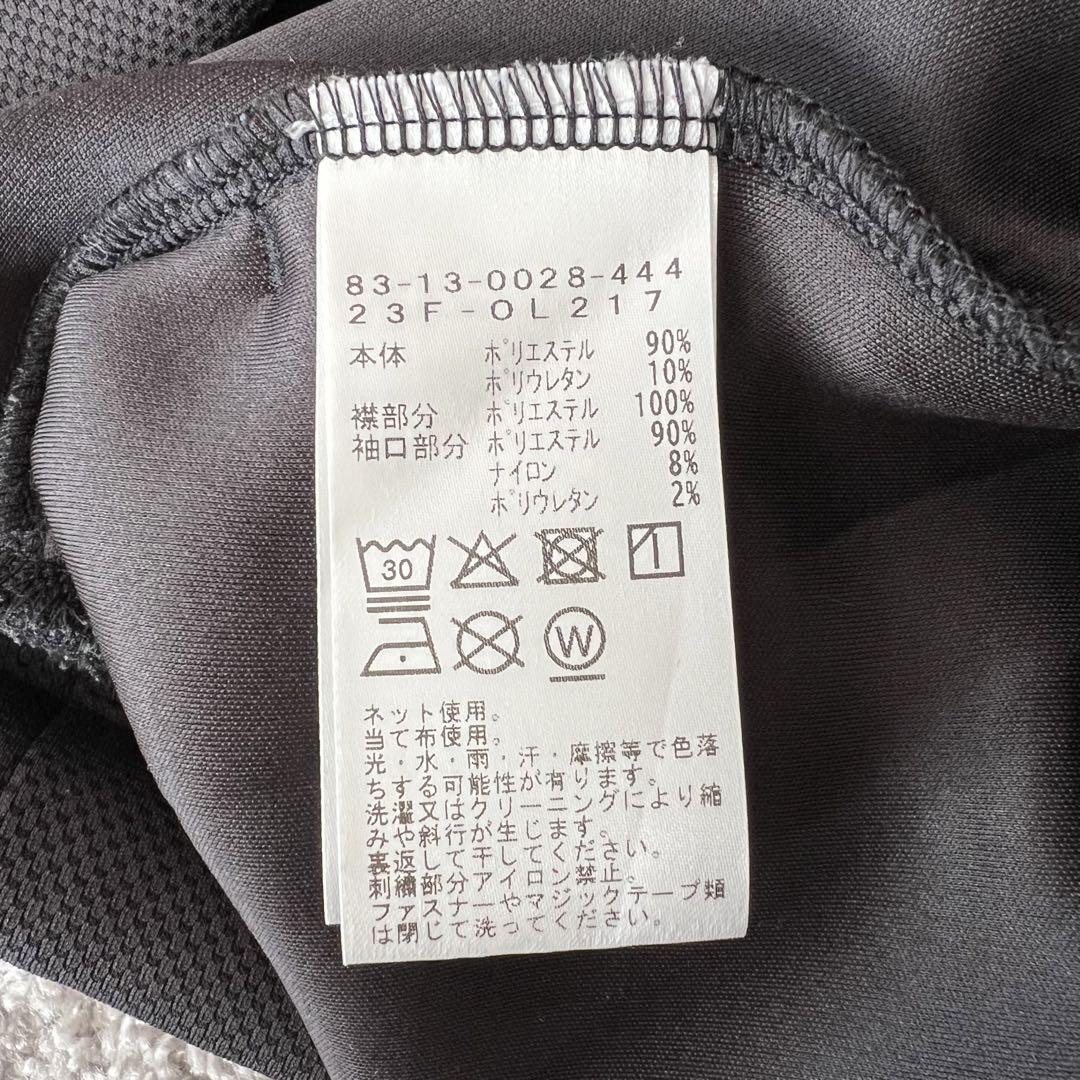 83-13-0028-444
23F-OL217
本体 ポリエステル 90%
ポリウレタン 10%
襟部分 ポリエステル 100%
袖口部分 ポリエステル 90%
ナイロン 8%
ポリウレタン 2%
30
W
ネット使用。
当て布使用。
光・水・雨・汗・摩擦等で色落
ちする可能性が有ります。
洗濯又はクリーニングにより縮
みや斜行が生じます。
裏返して干してください。
刺繍部分アイロン禁止。
ファスナーやマジックテープ類
は閉じて洗ってください。